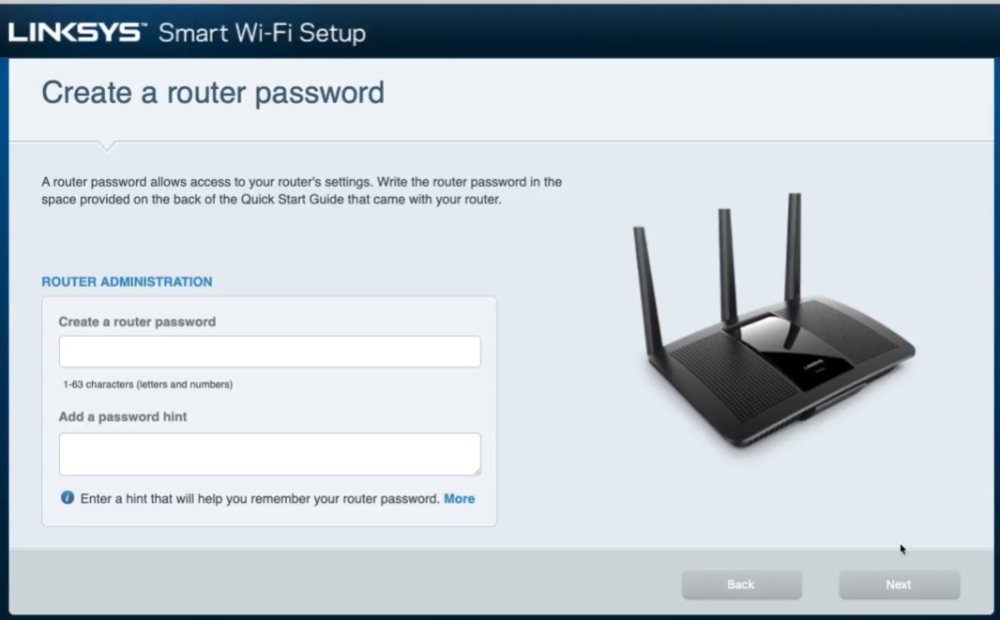 LINKSYS™ Smart Wi-Fi Setup
Create a router password
A router password allows access to your router's settings. Write the router password in the
space provided on the back of the Quick Start Guide that came with your router.
ROUTER ADMINISTRATION
Create a router password
1-63 characters (letters and numbers)
Add a password hint
Enter a hint that will help you remember your router password. More
LINKSYS
Back
Next